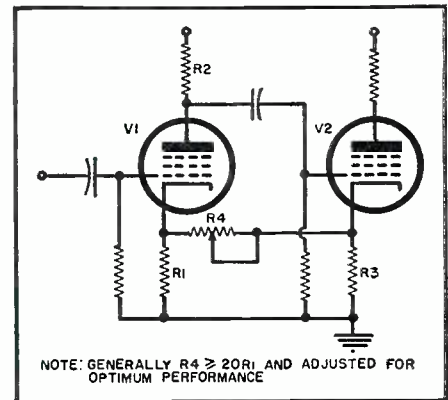 R2
V1
V2
R4
R1
R3
NOTE: GENERALLY R4 ≥ 20R1 AND ADJUSTED FOR
OPTIMUM PERFORMANCE